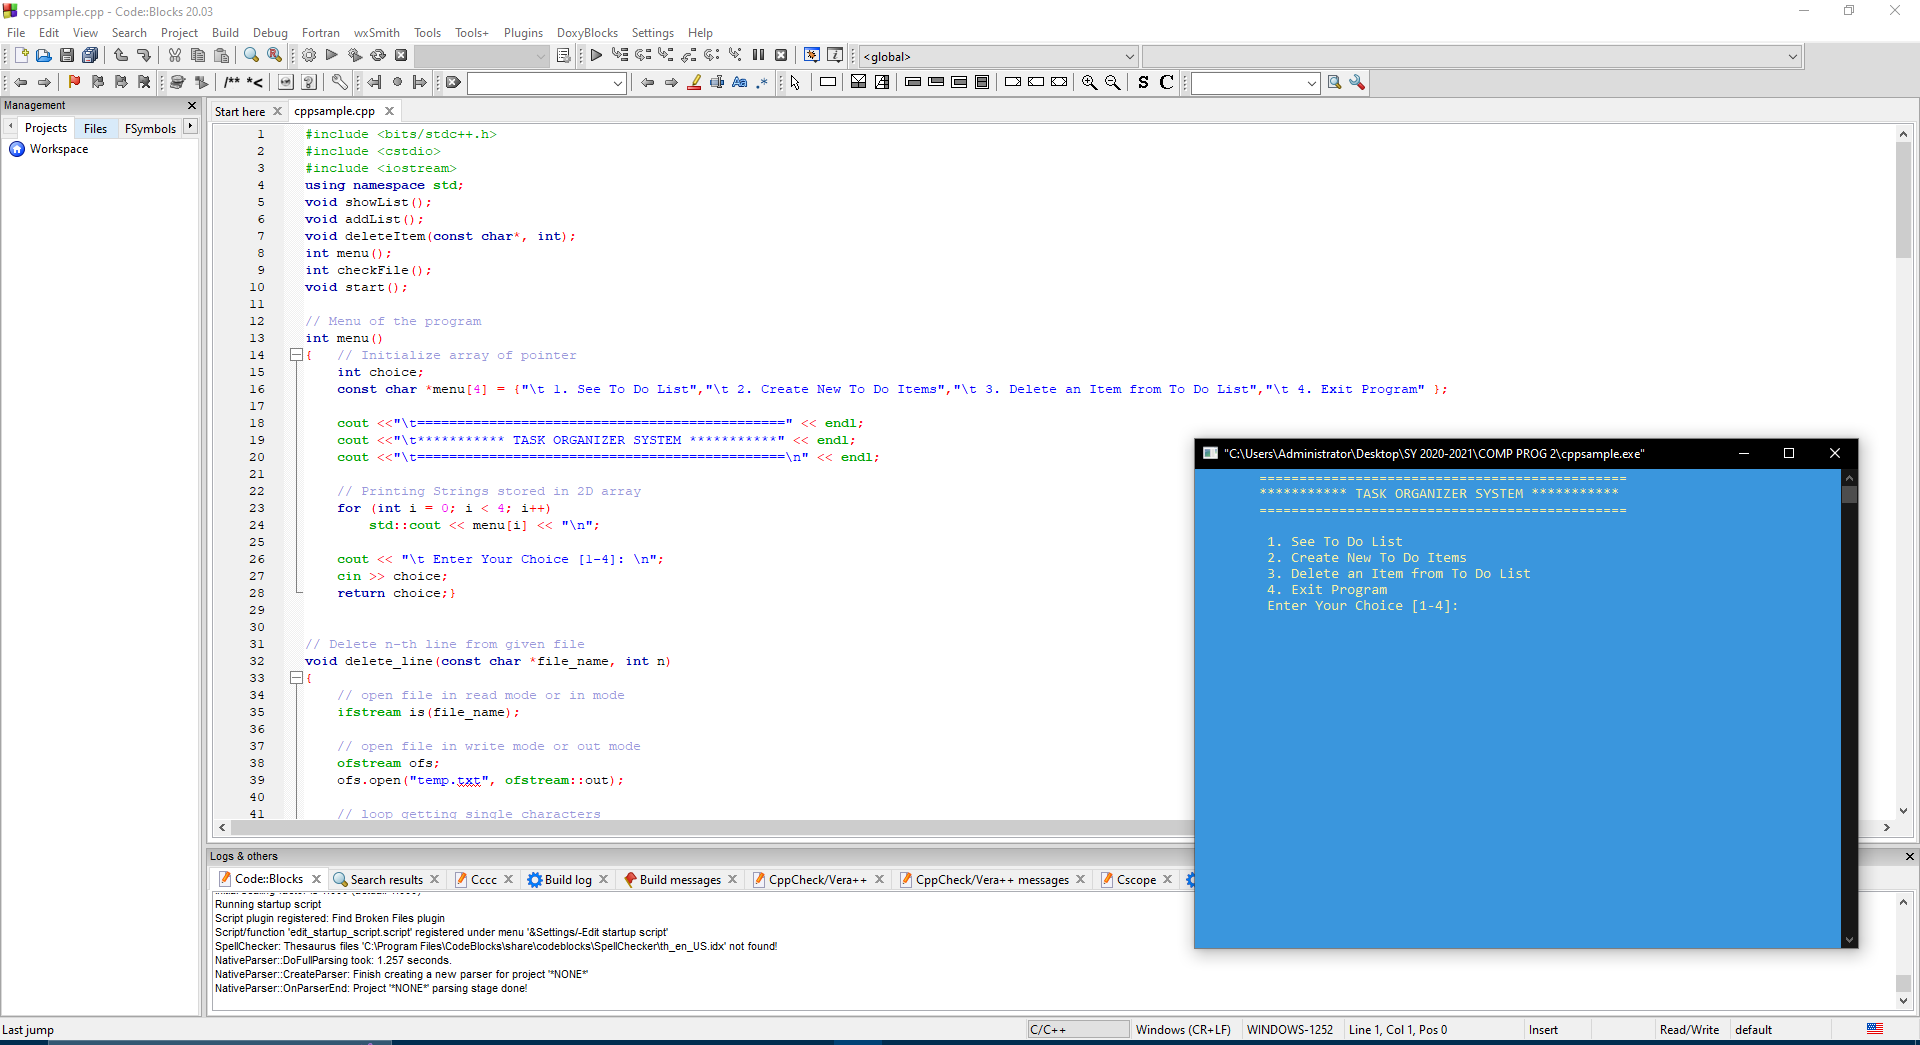 cppsample.cpp - Code::Blocks 20.03
File Edit View Search Project Build Debug Fortran wxSmith Tools Tools+ Plugins DoxyBlocks Settings Help
<global>
/** *<
S C
Management
Projects Files FSymbols
Workspace
Start here cppsample.cpp
1 #include <bits/stdc++.h>
2 #include <cstdio>
3 #include <iostream>
4 using namespace std;
5 void showList();
6 void addList();
7 void deleteItem(const char*, int);
8 int menu();
9 int checkFile();
10 void start();
11
12 // Menu of the program
13 int menu()
14 { // Initialize array of pointer
15 int choice;
16 const char *menu[4] = {"\t 1. See To Do List","\t 2. Create New To Do Items","\t 3. Delete an Item from To Do List","\t 4. Exit Program" };
17
18 cout <<"\t==============================================" << endl;
19 cout <<"\t*********** TASK ORGANIZER SYSTEM ***********" << endl;
20 cout <<"\t==============================================\n" << endl;
21
22 // Printing Strings stored in 2D array
23 for (int i = 0; i < 4; i++)
24 std::cout << menu[i] << "\n";
25
26 cout << "\t Enter Your Choice [1-4]: \n";
27 cin >> choice;
28 return choice;}
29
30
31 // Delete n-th line from given file
32 void delete_line(const char *file_name, int n)
33 {
34 // open file in read mode or in mode
35 ifstream is(file_name);
36
37 // open file in write mode or out mode
38 ofstream ofs;
39 ofs.open("temp.txt", ofstream::out);
40
41 // loop getting single characters
"C:\Users\Administrator\Desktop\SY 2020-2021\COMP PROG 2\cppsample.exe"
==============================================
*********** TASK ORGANIZER SYSTEM ***********
==============================================
1. See To Do List
2. Create New To Do Items
3. Delete an Item from To Do List
4. Exit Program
Enter Your Choice [1-4]:
Logs & others
Code::Blocks Search results Cccc Build log Build messages CppCheck/Vera++ CppCheck/Vera++ messages Cscope
Running startup script
Script plugin registered: Find Broken Files plugin
Script/function 'edit_startup_script.script' registered under menu '&Settings/-Edit startup script'
SpellChecker: Thesaurus files 'C:\Program Files\CodeBlocks\share\codeblocks\SpellChecker\th_en_US.idx' not found!
NativeParser::DoFullParsing took: 1.257 seconds.
NativeParser::CreateParser: Finish creating a new parser for project '*NONE*'
NativeParser::OnParserEnd: Project '*NONE*' parsing stage done!
Last jump C/C++ Windows (CR+LF) WINDOWS-1252 Line 1, Col 1, Pos 0 Insert Read/Write default